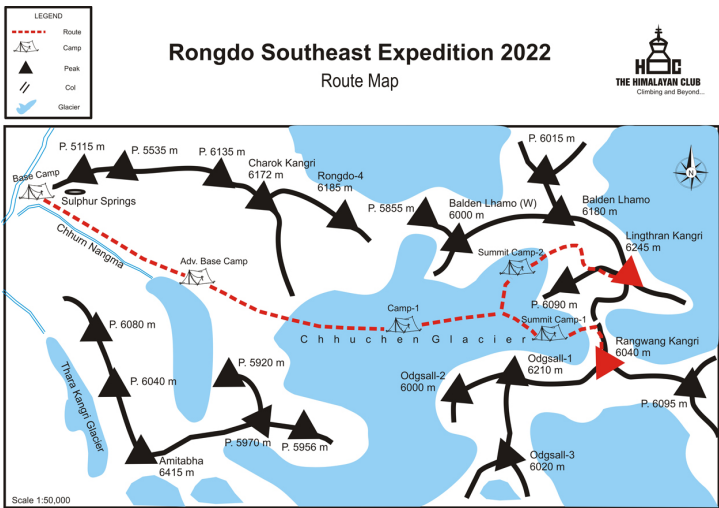 LEGEND
Route
Camp
Peak
Col
Glacier
Rongdo Southeast Expedition 2022
Route Map
H C
THE HIMALAYAN CLUB
Climbing and Beyond...
N
P. 5115 m
P. 5535 m
P. 6135 m
Charok Kangri
6172 m
Rongdo-4
6185 m
P. 6015 m
P. 5855 m
Balden Lhamo (W)
6000 m
Balden Lhamo
6180 m
Lingthran Kangri
6245 m
Base Camp
Sulphur Springs
Chhurn Nangma
Adv. Base Camp
Summit Camp-2
P. 6090 m
Camp-1
Summit Camp-1
Chhuchen Glacier
Rangwang Kangri
6040 m
P. 6080 m
P. 6040 m
Thara Kangri Glacier
P. 5920 m
P. 5970 m
P. 5956 m
Amitabha
6415 m
Odgsall-2
6000 m
Odgsall-1
6210 m
P. 6095 m
Odgsall-3
6020 m
Scale 1:50,000